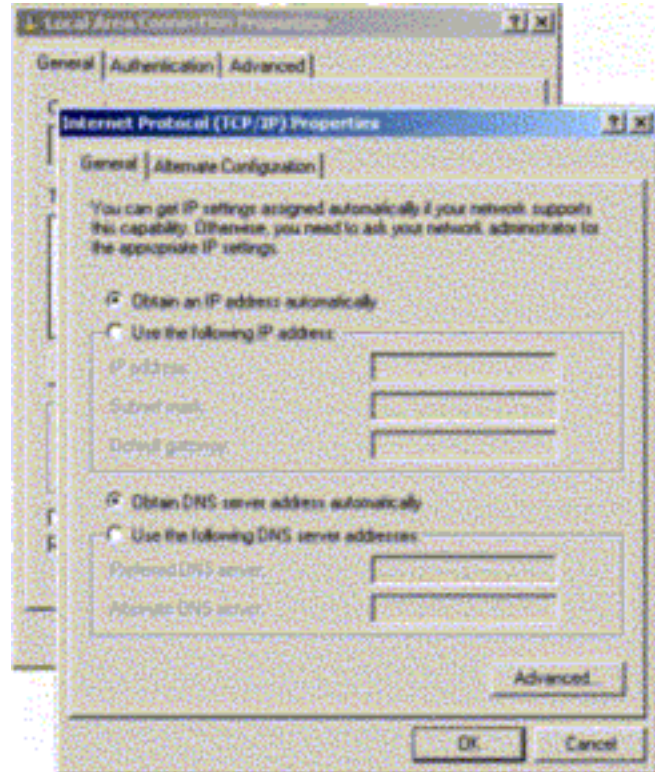 Local Area Connection Properties
General Authentication Advanced
Internet Protocol (TCP/IP) Properties
General Alternate Configuration
You can get IP settings assigned automatically if your network supports
this capability. Otherwise, you need to ask your network administrator for
the appropriate IP settings.
Obtain an IP address automatically
Use the following IP address:
IP address:
Subnet mask:
Default gateway:
Obtain DNS server address automatically
Use the following DNS server addresses:
Preferred DNS server:
Alternate DNS server:
Advanced...
OK Cancel